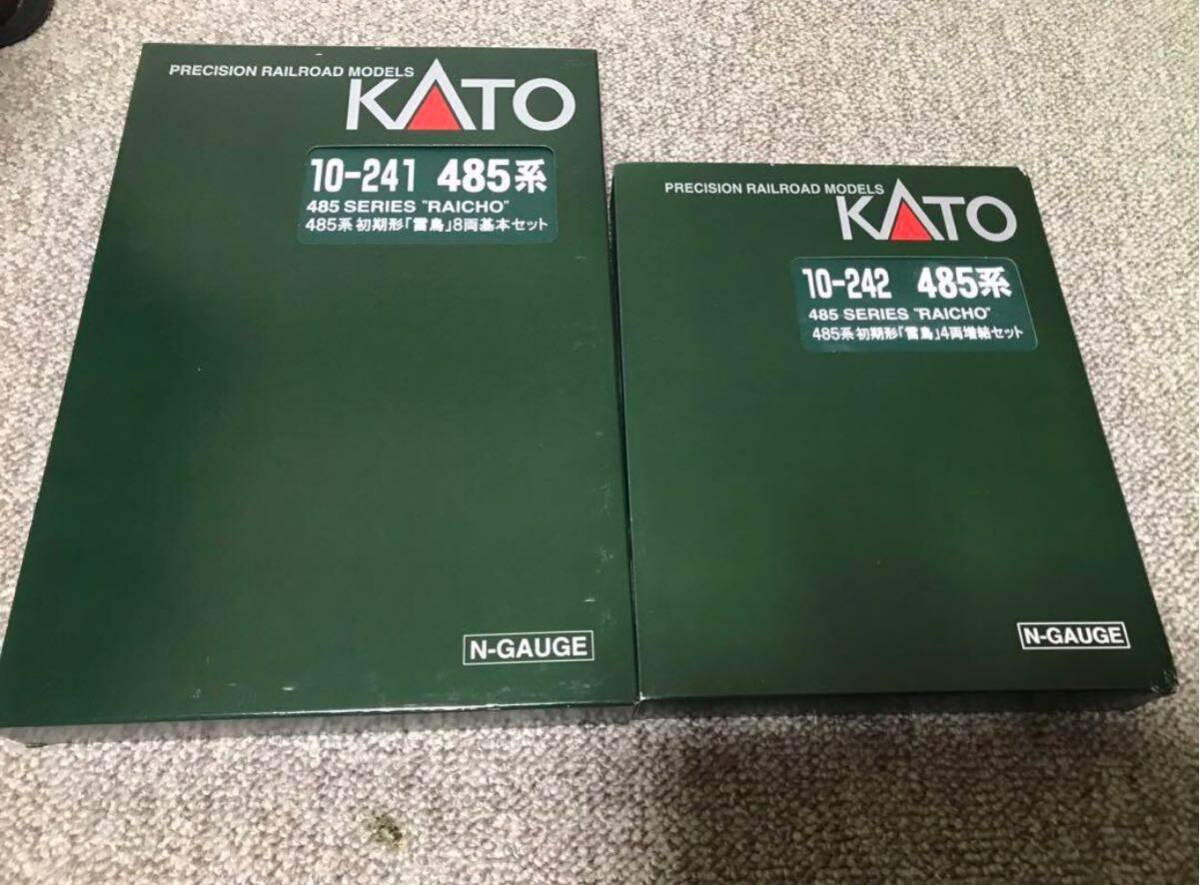 PRECISION RAILROAD MODELS
KATO
10-241 485系
485 SERIES "RAICHO"
485系 初期形「雷鳥」8両基本セット
N-GAUGE
PRECISION RAILROAD MODELS
KATO
10-242 485系
485 SERIES "RAICHO"
485系 初期形「雷鳥」4両増結セット
N-GAUGE